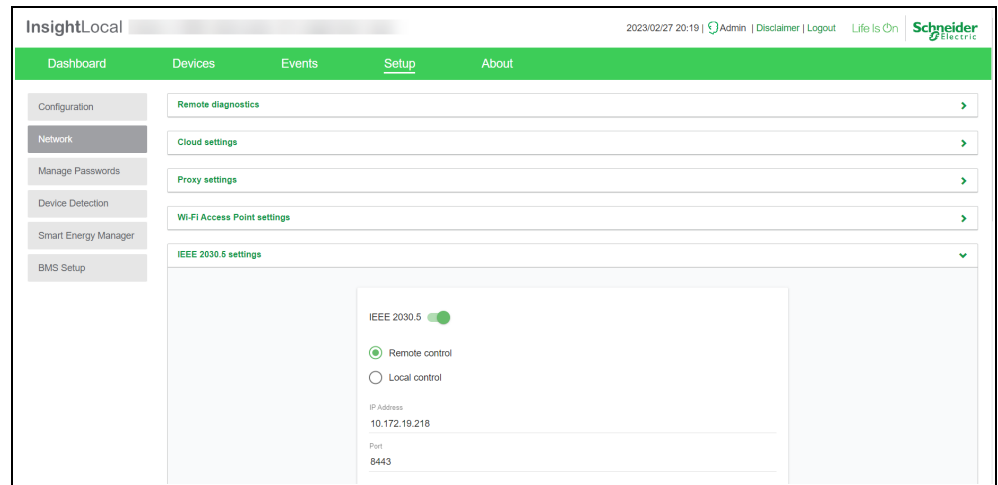 InsightLocal
2023/02/27 20:19 | Admin | Disclaimer | Logout Life Is On Schneider Electric
Dashboard Devices Events Setup About
Configuration
Network
Manage Passwords
Device Detection
Smart Energy Manager
BMS Setup
Remote diagnostics
Cloud settings
Proxy settings
Wi-Fi Access Point settings
IEEE 2030.5 settings
IEEE 2030.5
Remote control
Local control
IP Address
10.172.19.218
Port
8443